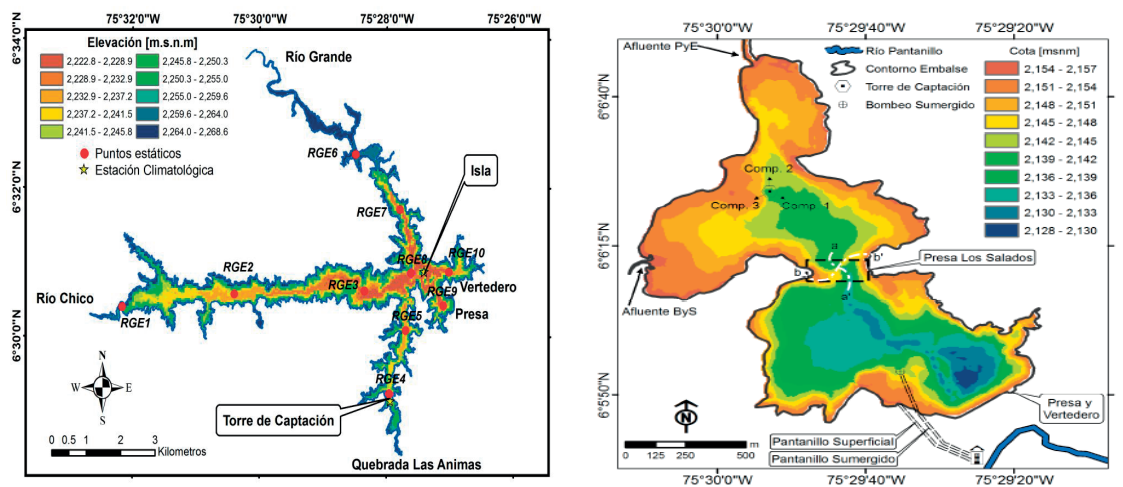 75°32'0"W
75°30'0"W
75°28'0"W
75°26'0"W
6°34'0"N
6°32'0"N
6°30'0"N
Elevación [m.s.n.m]
2,222.8 - 2,228.9
2,245.8 - 2,250.3
2,228.9 - 2,232.9
2,250.3 - 2,255.0
2,232.9 - 2,237.2
2,255.0 - 2,259.6
2,237.2 - 2,241.5
2,259.6 - 2,264.0
2,241.5 - 2,245.8
2,264.0 - 2,268.6
Puntos estáticos
Estación Climatológica
Río Grande
RGE6
Isla
RGE7
RGE8
RGE10
RGE2
RGE3
RGE9
Vertedero
Río Chico
RGE1
RGE5
Presa
N
W
E
S
RGE4
Torre de Captación
0 0.5 1 2 3
Kilometros
Quebrada Las Animas
75°30'0"W
75°29'40"W
75°29'20"W
6°6'40"N
6°6'15"N
6°5'50"N
Afluente PyE
Río Pantanillo
Contorno Embalse
Torre de Captación
Bombeo Sumergido
Cota [msnm]
2,154 - 2,157
2,151 - 2,154
2,148 - 2,151
2,145 - 2,148
2,142 - 2,145
2,139 - 2,142
2,136 - 2,139
2,133 - 2,136
2,130 - 2,133
2,128 - 2,130
Comp. 2
Comp. 3
Comp. 1
a
b'
b
a'
Presa Los Salados
Afluente ByS
Presa y
Vertedero
N
Pantanillo Superficial
Pantanillo Sumergido
0 125 250 500
m
75°30'0"W
75°29'40"W
75°29'20"W